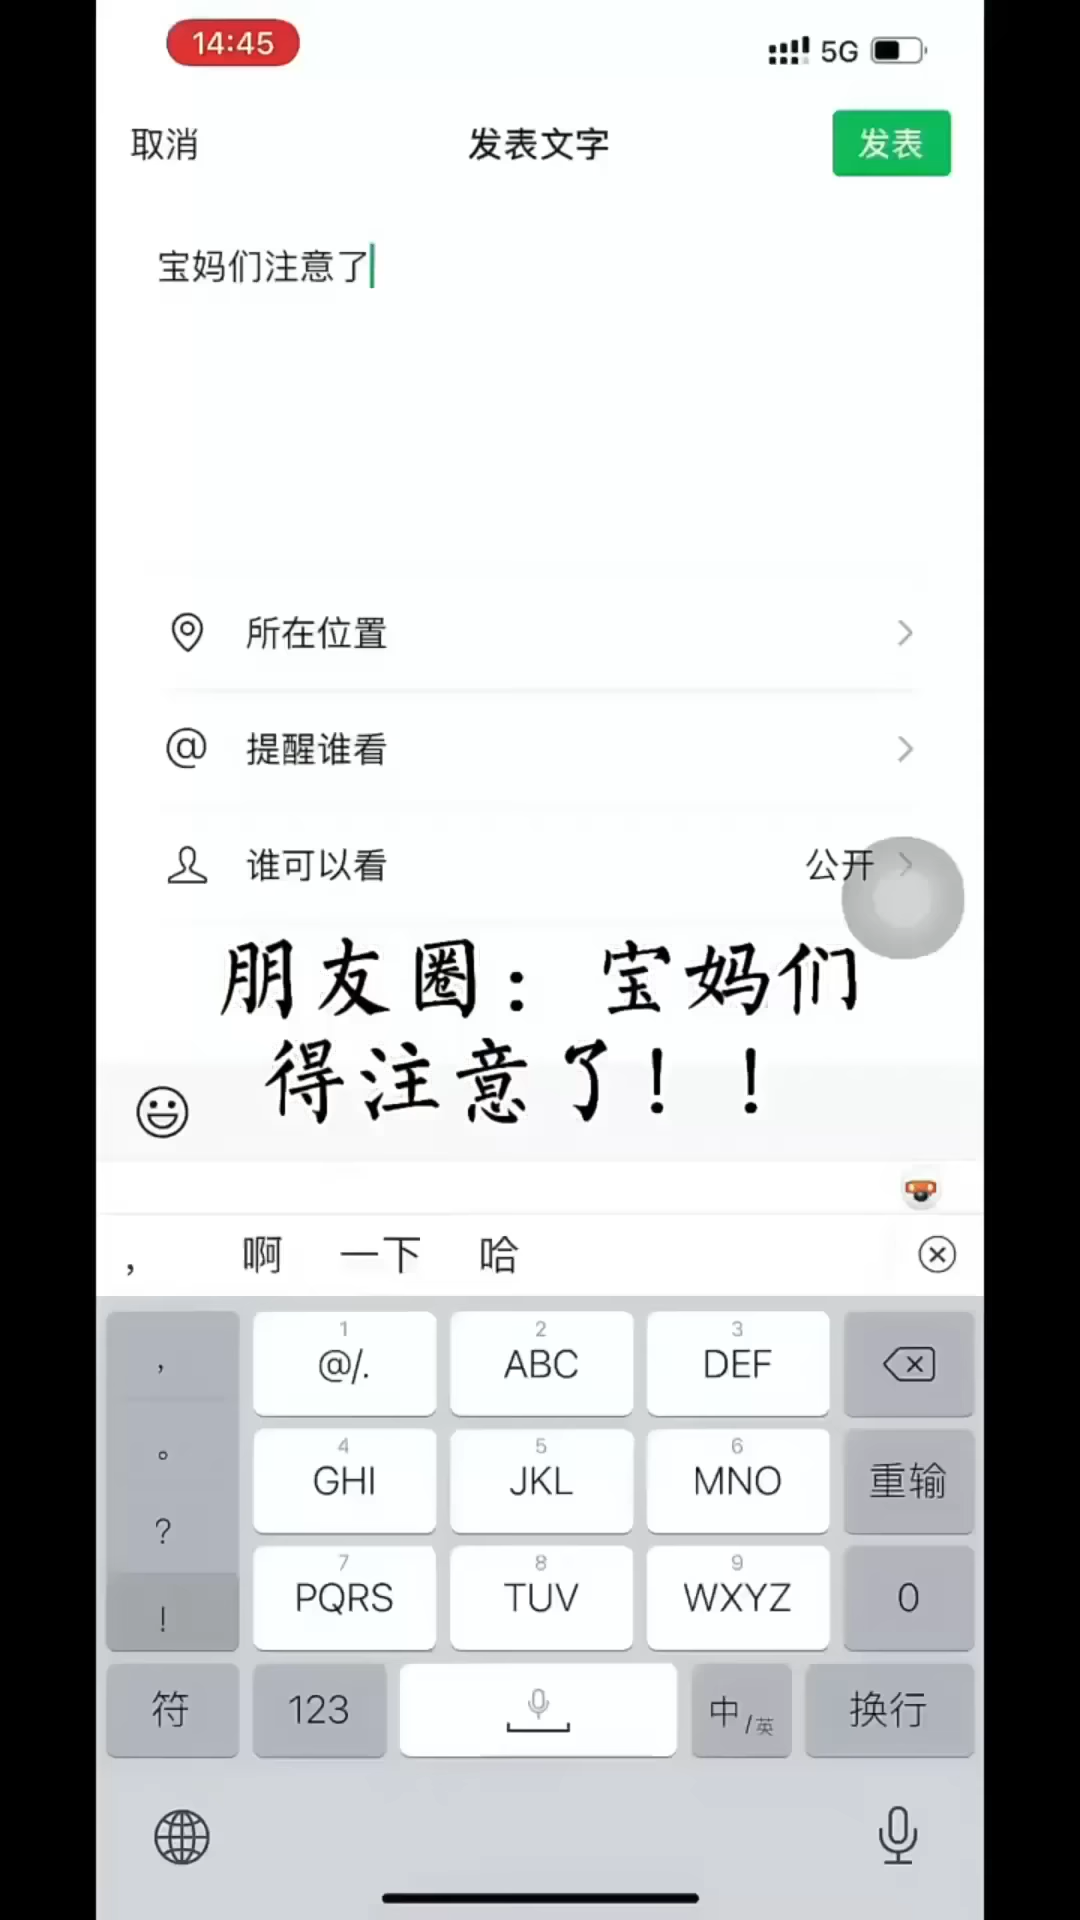 14:45
5G
取消
发表文字
发表
宝妈们注意了
所在位置
@ 提醒谁看
谁可以看
公开
朋友圈：宝妈们
得注意了！！
， 啊 一下 哈
，
。
?
!
1
@/.
2
ABC
3
DEF
4
GHI
5
JKL
6
MNO
重输
7
PQRS
8
TUV
9
WXYZ
0
符
123
中/英
换行